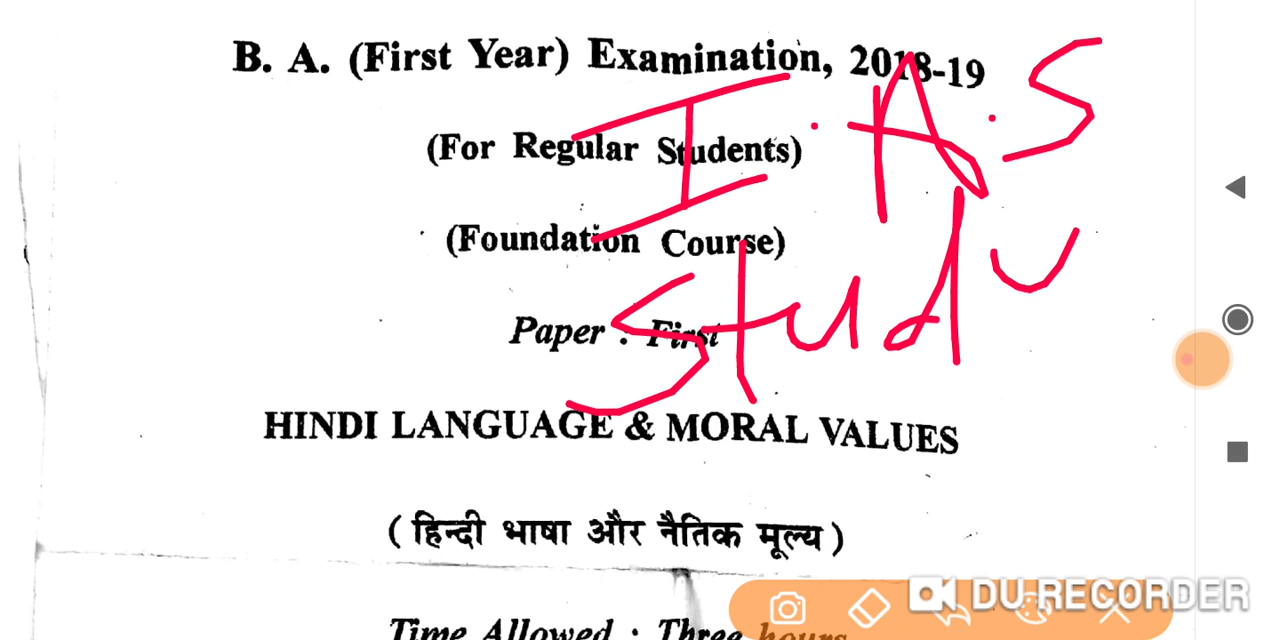 B. A. (First Year) Examination, 2018-19
I.A.S
(For Regular Students)
(Foundation Course)
Stud
Paper : First
HINDI LANGUAGE & MORAL VALUES
( हिन्दी भाषा और नैतिक मूल्य )
DU RECORDER
Time Allowed : Three hours